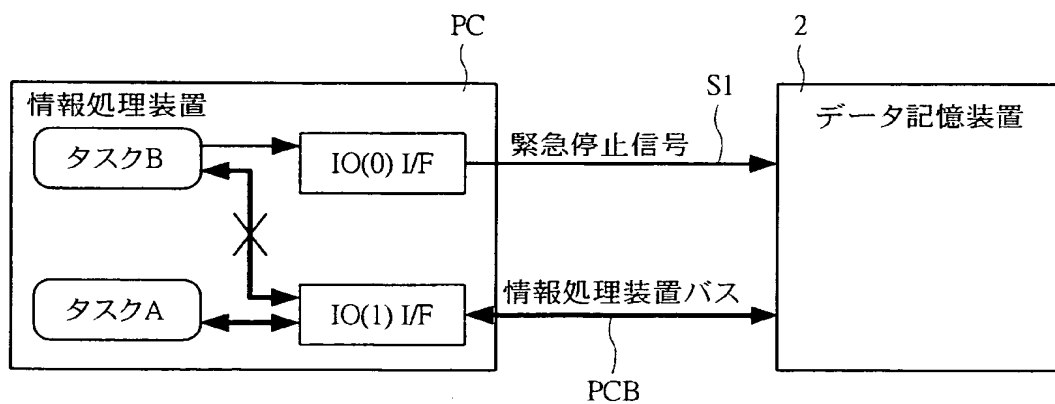 PC
2
情報処理装置
S1
データ記憶装置
タスクB
IO(0) I/F
緊急停止信号
タスクA
IO(1) I/F
情報処理装置バス
PCB